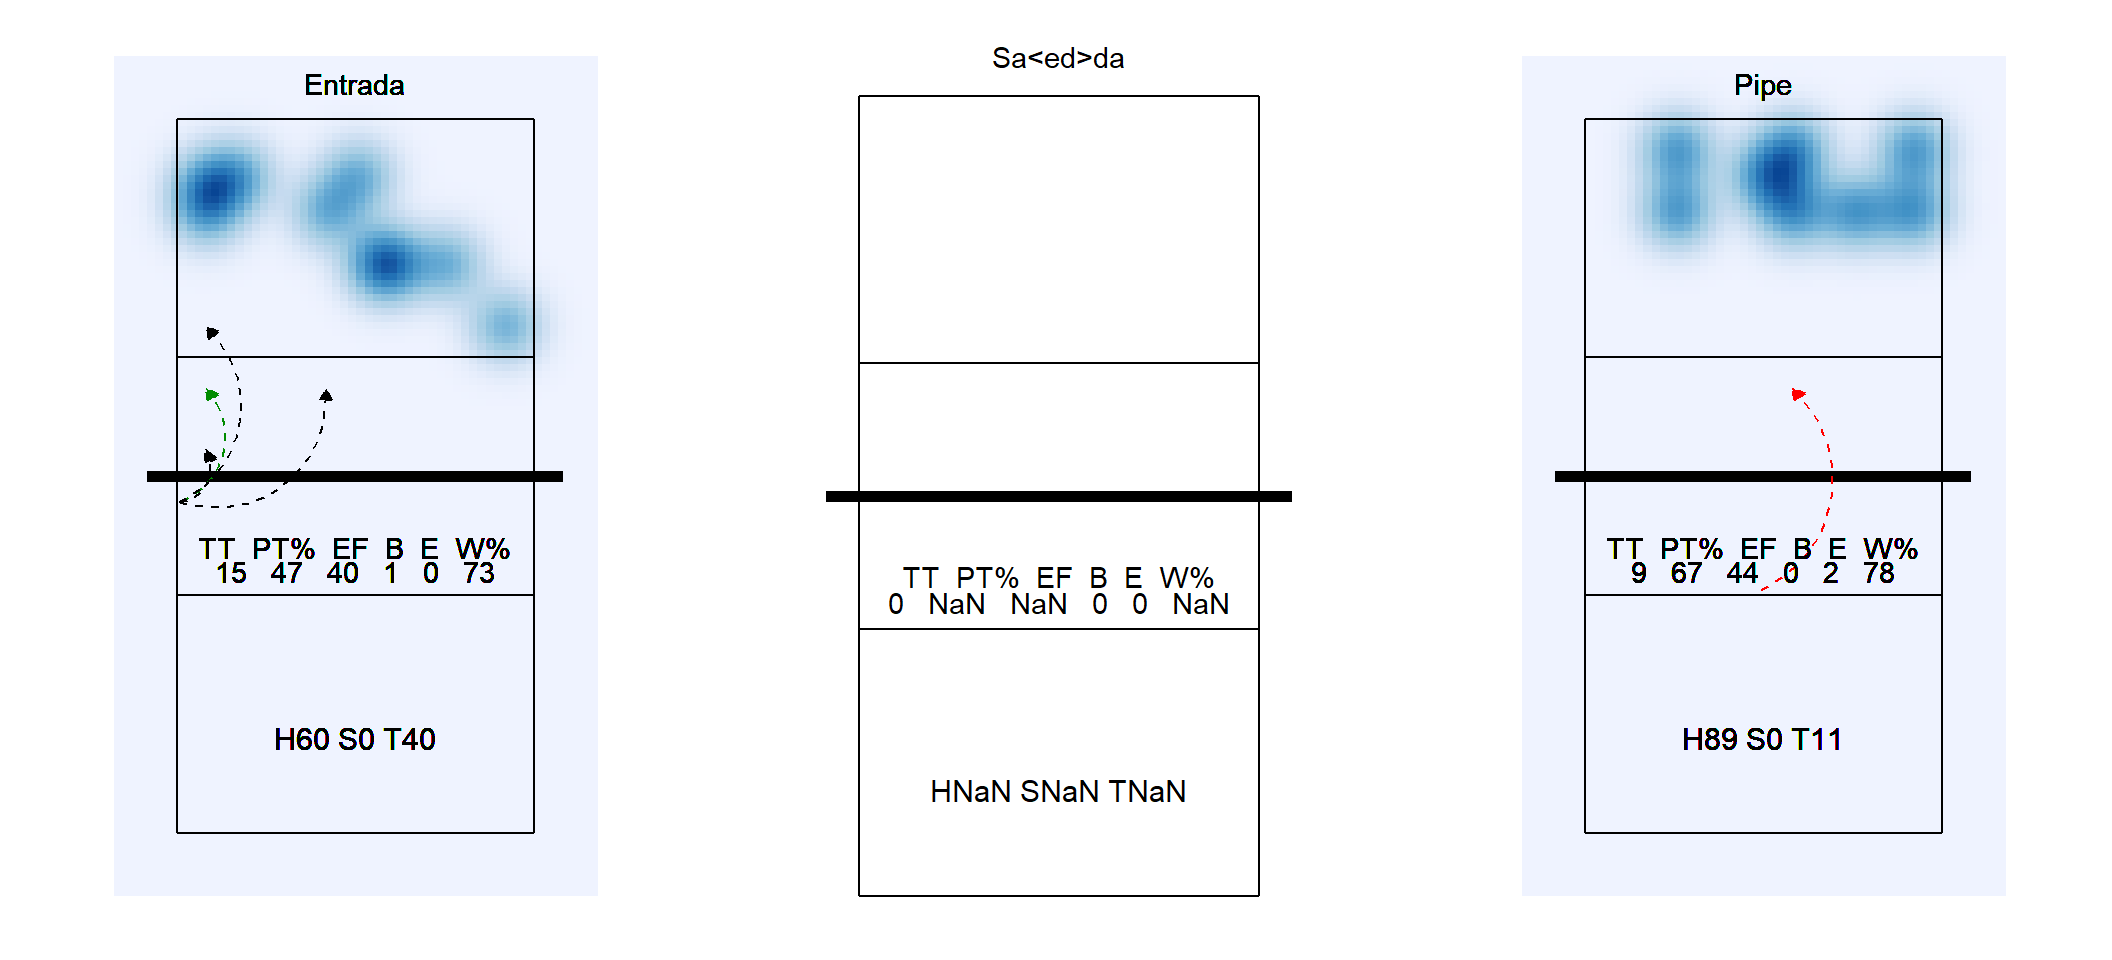 Entrada
TT PT% EF B E W%
15 47 40 1 0 73
H60 S0 T40
Sa<ed>da
TT PT% EF B E W%
0 NaN NaN 0 0 NaN
HNaN SNaN TNaN
Pipe
TT PT% EF B E W%
9 67 44 0 2 78
H89 S0 T11